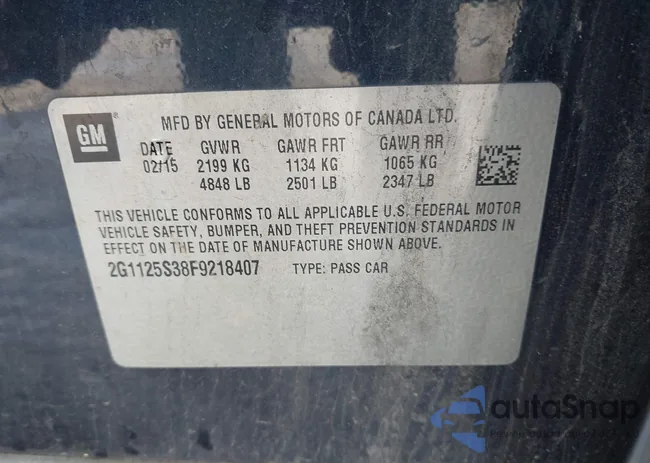 GM
MFD BY GENERAL MOTORS OF CANADA LTD.
DATE GVWR GAWR FRT GAWR RR
02/15 2199 KG 1134 KG 1065 KG
4848 LB 2501 LB 2347 LB
THIS VEHICLE CONFORMS TO ALL APPLICABLE U.S. FEDERAL MOTOR
VEHICLE SAFETY, BUMPER, AND THEFT PREVENTION STANDARDS IN
EFFECT ON THE DATE OF MANUFACTURE SHOWN ABOVE.
2G1125S38F9218407 TYPE: PASS CAR
autoSnap